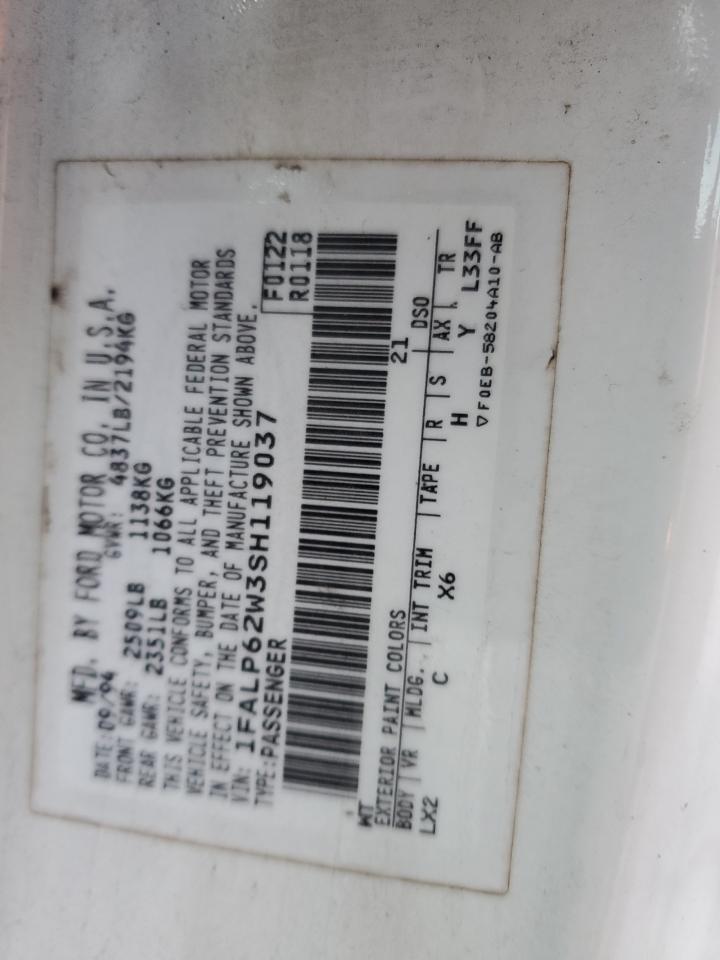 MFD. BY FORD MOTOR CO. IN U.S.A.
DATE: 09/94 GVWR: 4837LB/2194KG
FRONT GAWR: 2509LB 1138KG
REAR GAWR: 2351LB 1066KG
THIS VEHICLE CONFORMS TO ALL APPLICABLE FEDERAL MOTOR
VEHICLE SAFETY, BUMPER, AND THEFT PREVENTION STANDARDS
IN EFFECT ON THE DATE OF MANUFACTURE SHOWN ABOVE.
VIN: 1FALP62W3SH119037
TYPE: PASSENGER
F0122
R0118
WT 21
EXTERIOR PAINT COLORS DSO
BODY | VR | MLDG. | INT TRIM | TAPE | R | S | AX | TR
LX2 C X6 H Y L33FF
▽ F0EB-58204A10-AB